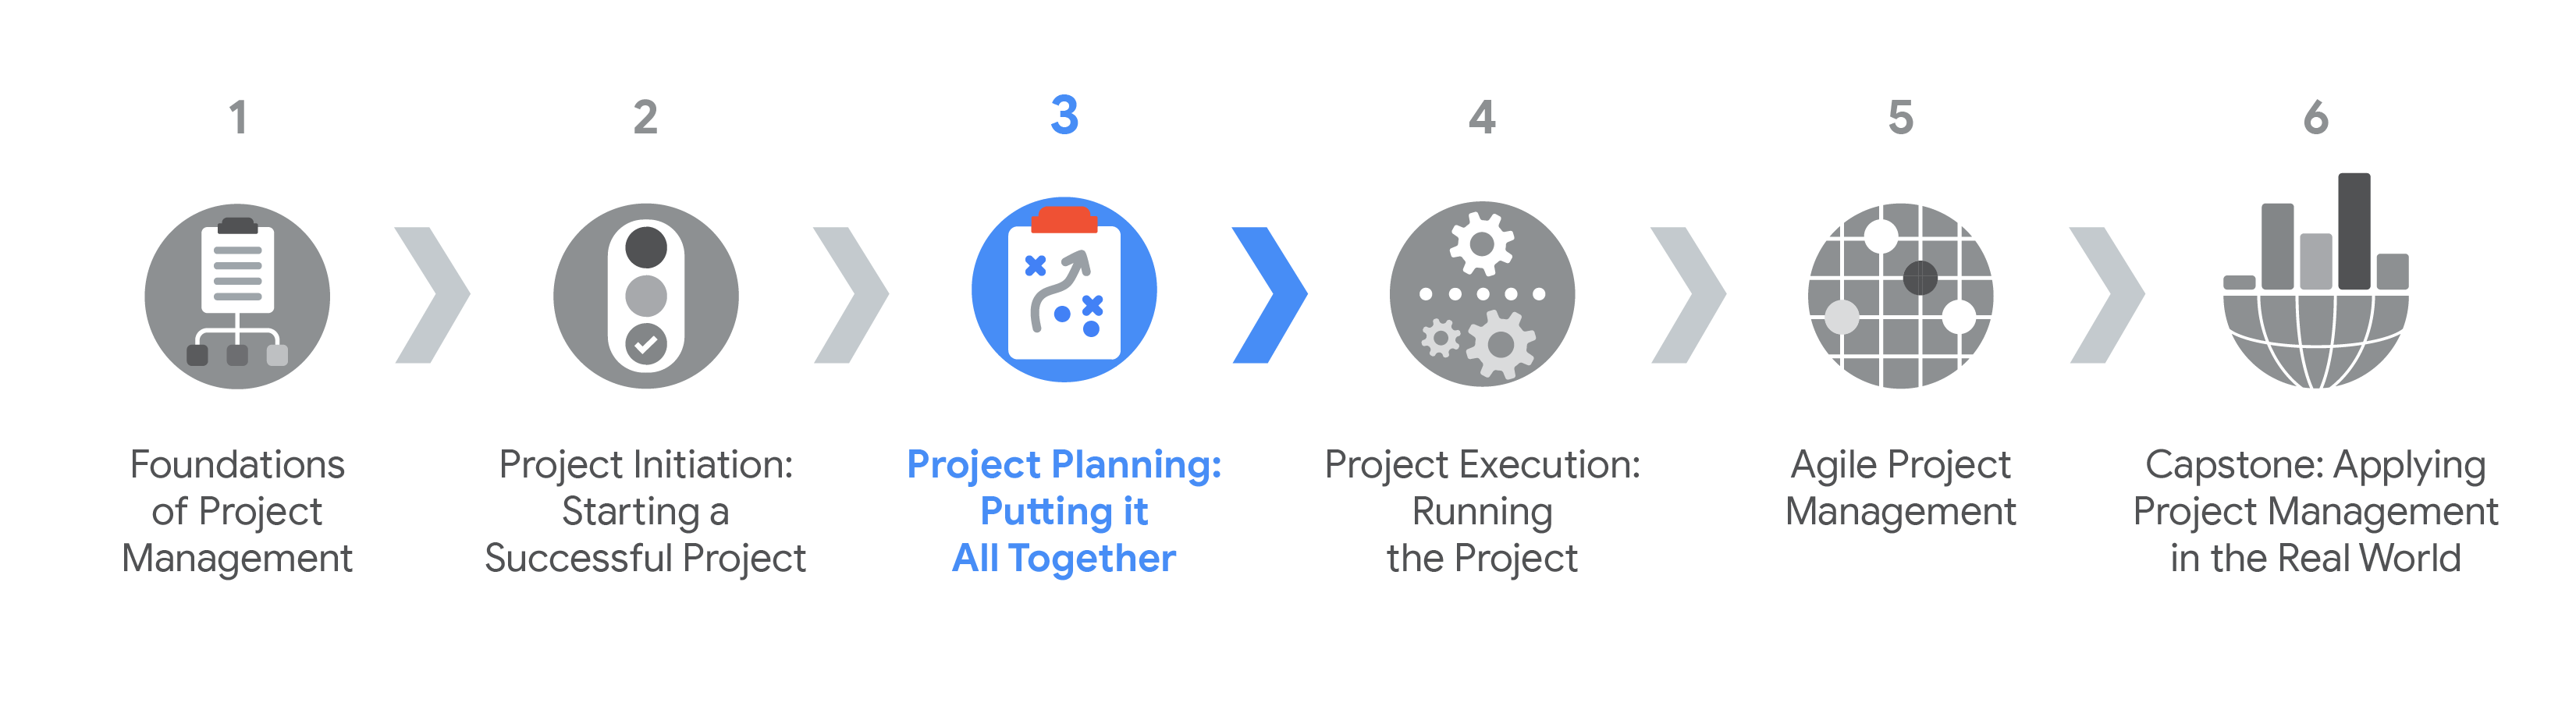 1
Foundations
of Project
Management
2
Project Initiation:
Starting a
Successful Project
3
Project Planning:
Putting it
All Together
4
Project Execution:
Running
the Project
5
Agile Project
Management
6
Capstone: Applying
Project Management
in the Real World